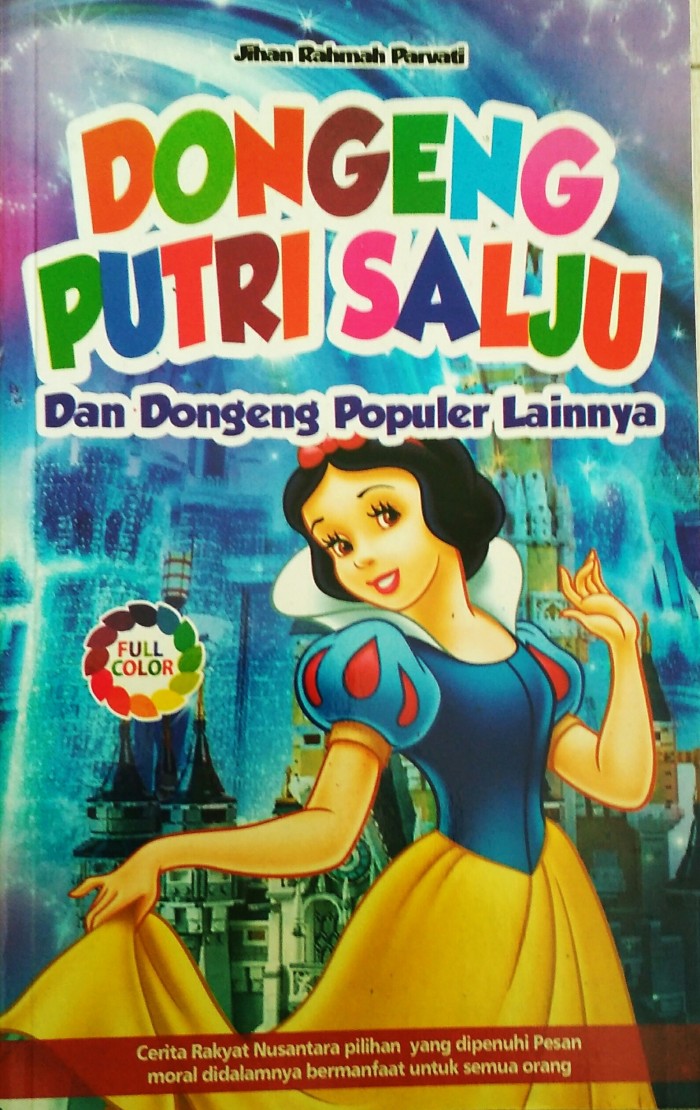 Jihan Rahmah Parwati
DONGENG
PUTRI SALJU
Dan Dongeng Populer Lainnya
FULL
COLOR
Cerita Rakyat Nusantara pilihan yang dipenuhi Pesan
moral didalamnya bermanfaat untuk semua orang